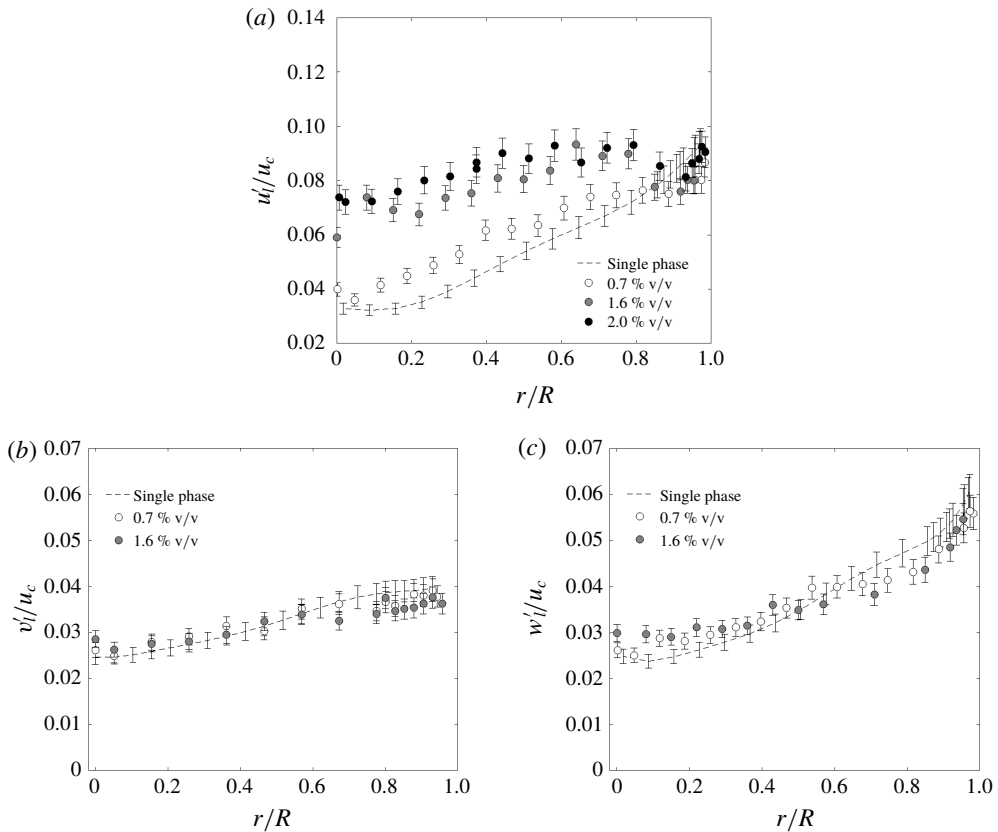 (a)
0.14
0.12
0.10
0.08
0.06
0.04
0.02
u′l/uc
Single phase
0.7 % v/v
1.6 % v/v
2.0 % v/v
0 0.2 0.4 0.6 0.8 1.0
r/R
(b)
0.07
0.06
0.05
0.04
0.03
0.02
0.01
0
v′l/uc
Single phase
0.7 % v/v
1.6 % v/v
0 0.2 0.4 0.6 0.8 1.0
r/R
(c)
0.07
0.06
0.05
0.04
0.03
0.02
0.01
0
w′l/uc
Single phase
0.7 % v/v
1.6 % v/v
0 0.2 0.4 0.6 0.8 1.0
r/R